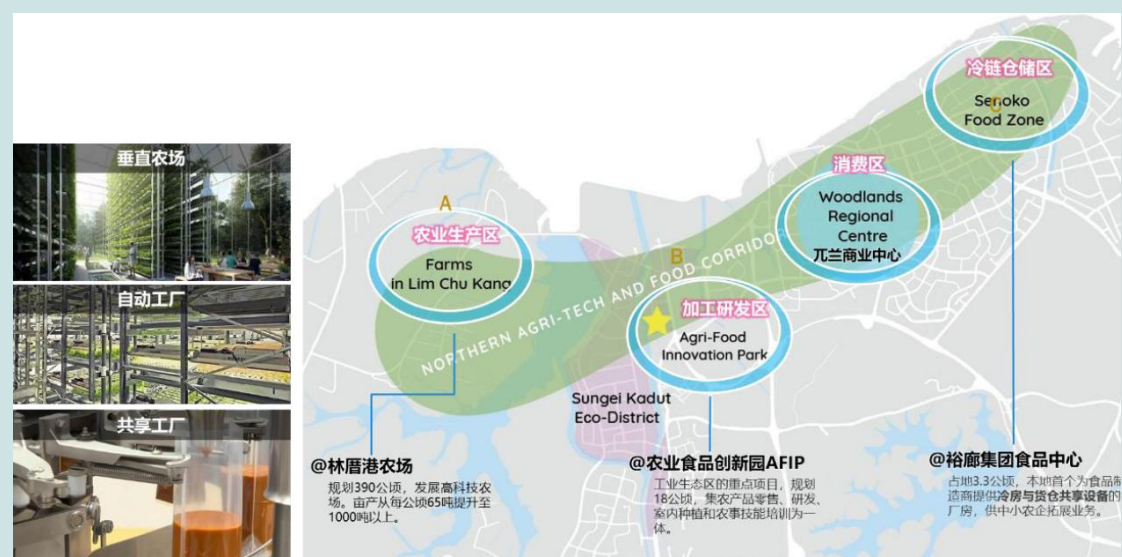 垂直农场
自动工厂
共享工厂
A
农业生产区
Farms
in Lim Chu Kang
NORTHERN AGRI-TECH AND FOOD CORRIDOR
B
加工研发区
Agri-Food
Innovation Park
Sungei Kadut
Eco-District
消费区
Woodlands
Regional
Centre
兀兰商业中心
冷链仓储区
C
Senoko
Food Zone
@林厝港农场
规划390公顷，发展高科技农
场。亩产从每公顷65吨提升至
1000吨以上。
@农业食品创新园AFIP
工业生态区的重点项目，规划
18公顷，集农产品零售、研发、
室内种植和农事技能培训为一
体。
@裕廊集团食品中心
占地3.3公顷，本地首个为食品制
造商提供冷房与货仓共享设备的
厂房，供中小农企拓展业务。